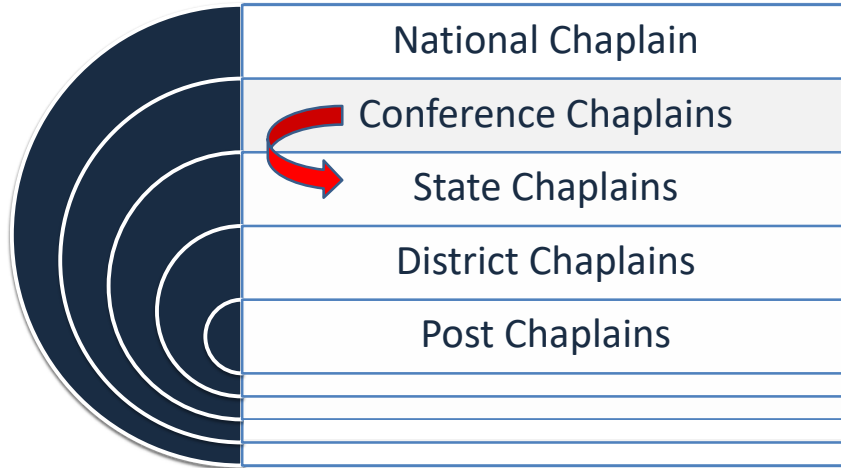 National Chaplain
Conference Chaplains
State Chaplains
District Chaplains
Post Chaplains